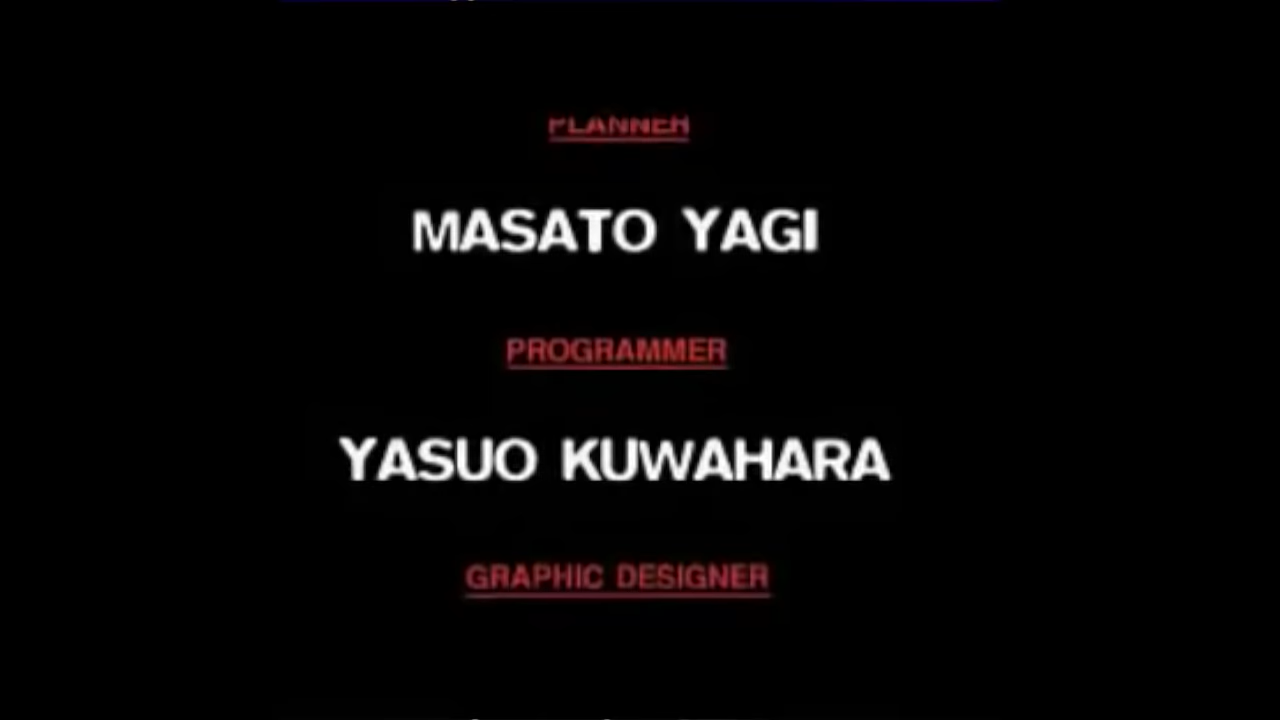 PLANNER
MASATO YAGI
PROGRAMMER
YASUO KUWAHARA
GRAPHIC DESIGNER